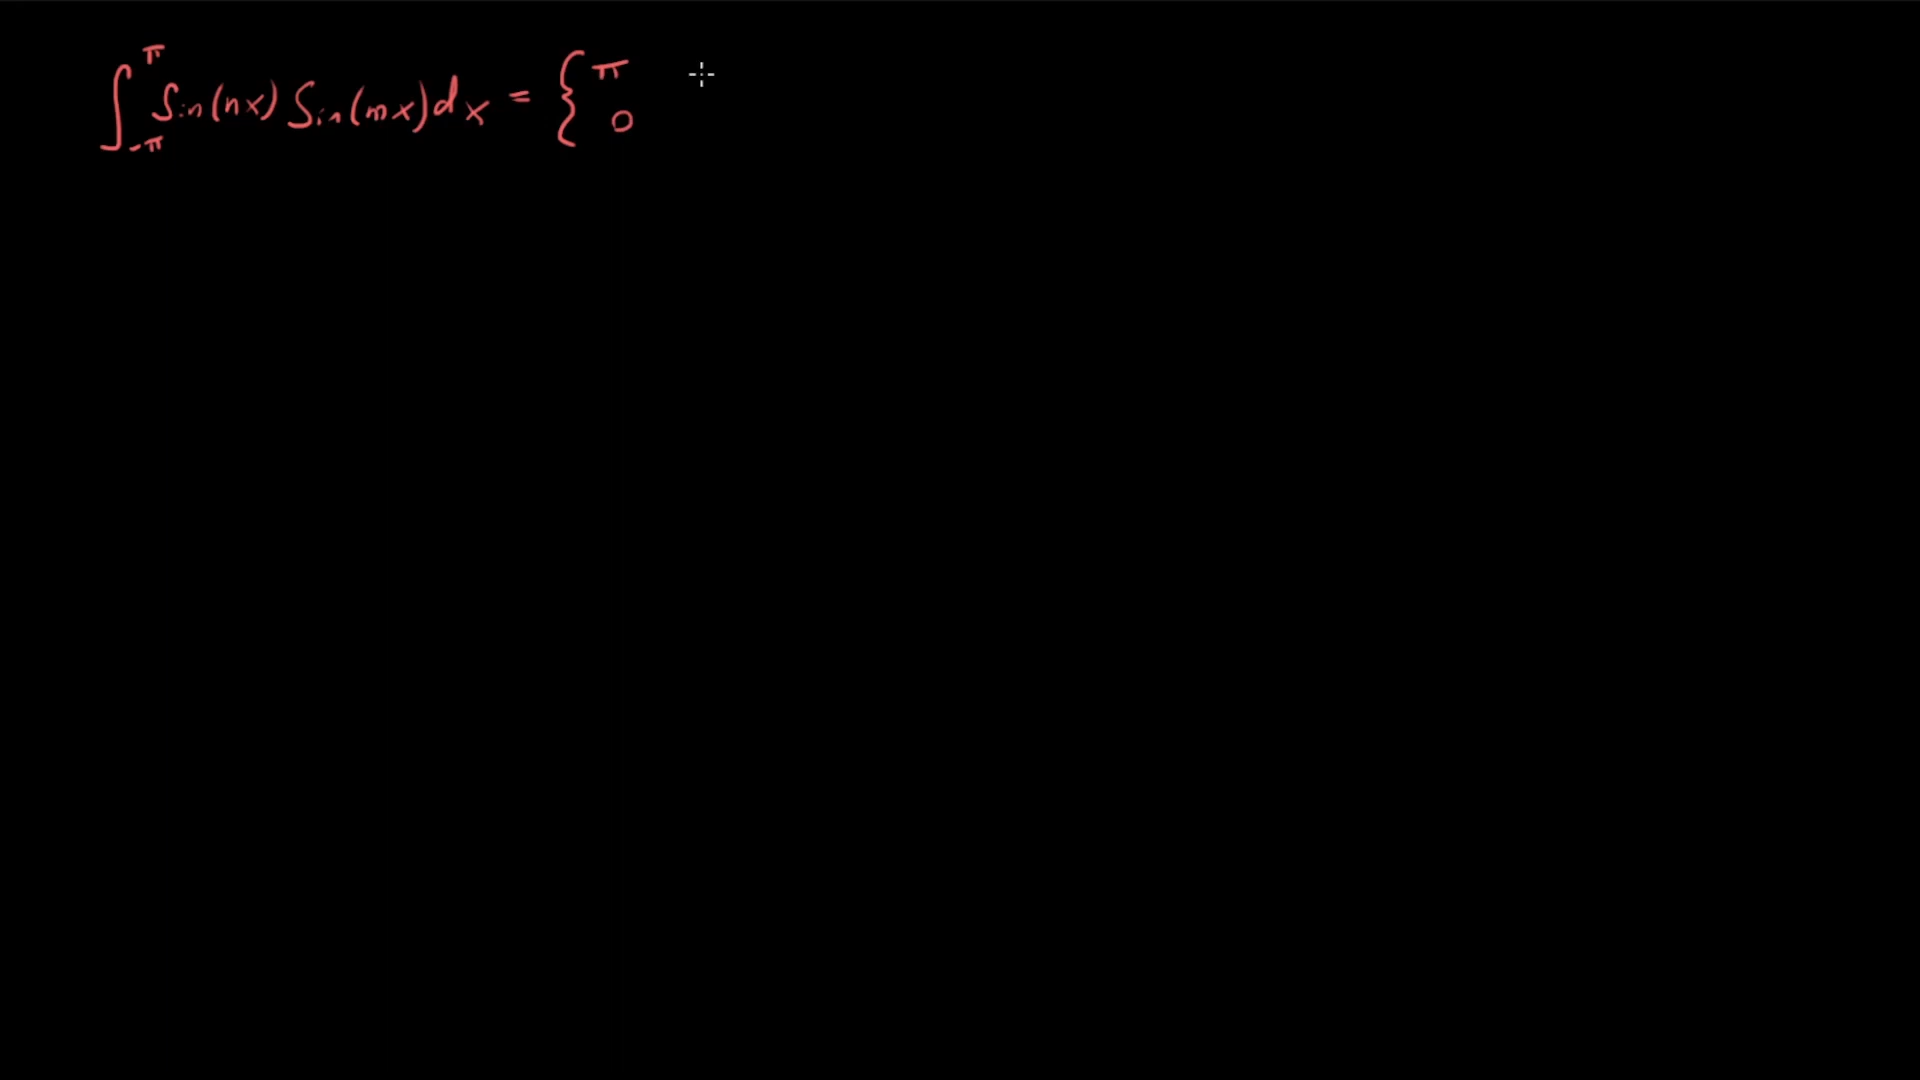 ∫_{-π}^{π} Sin(nx) Sin(mx)dx = { π
0